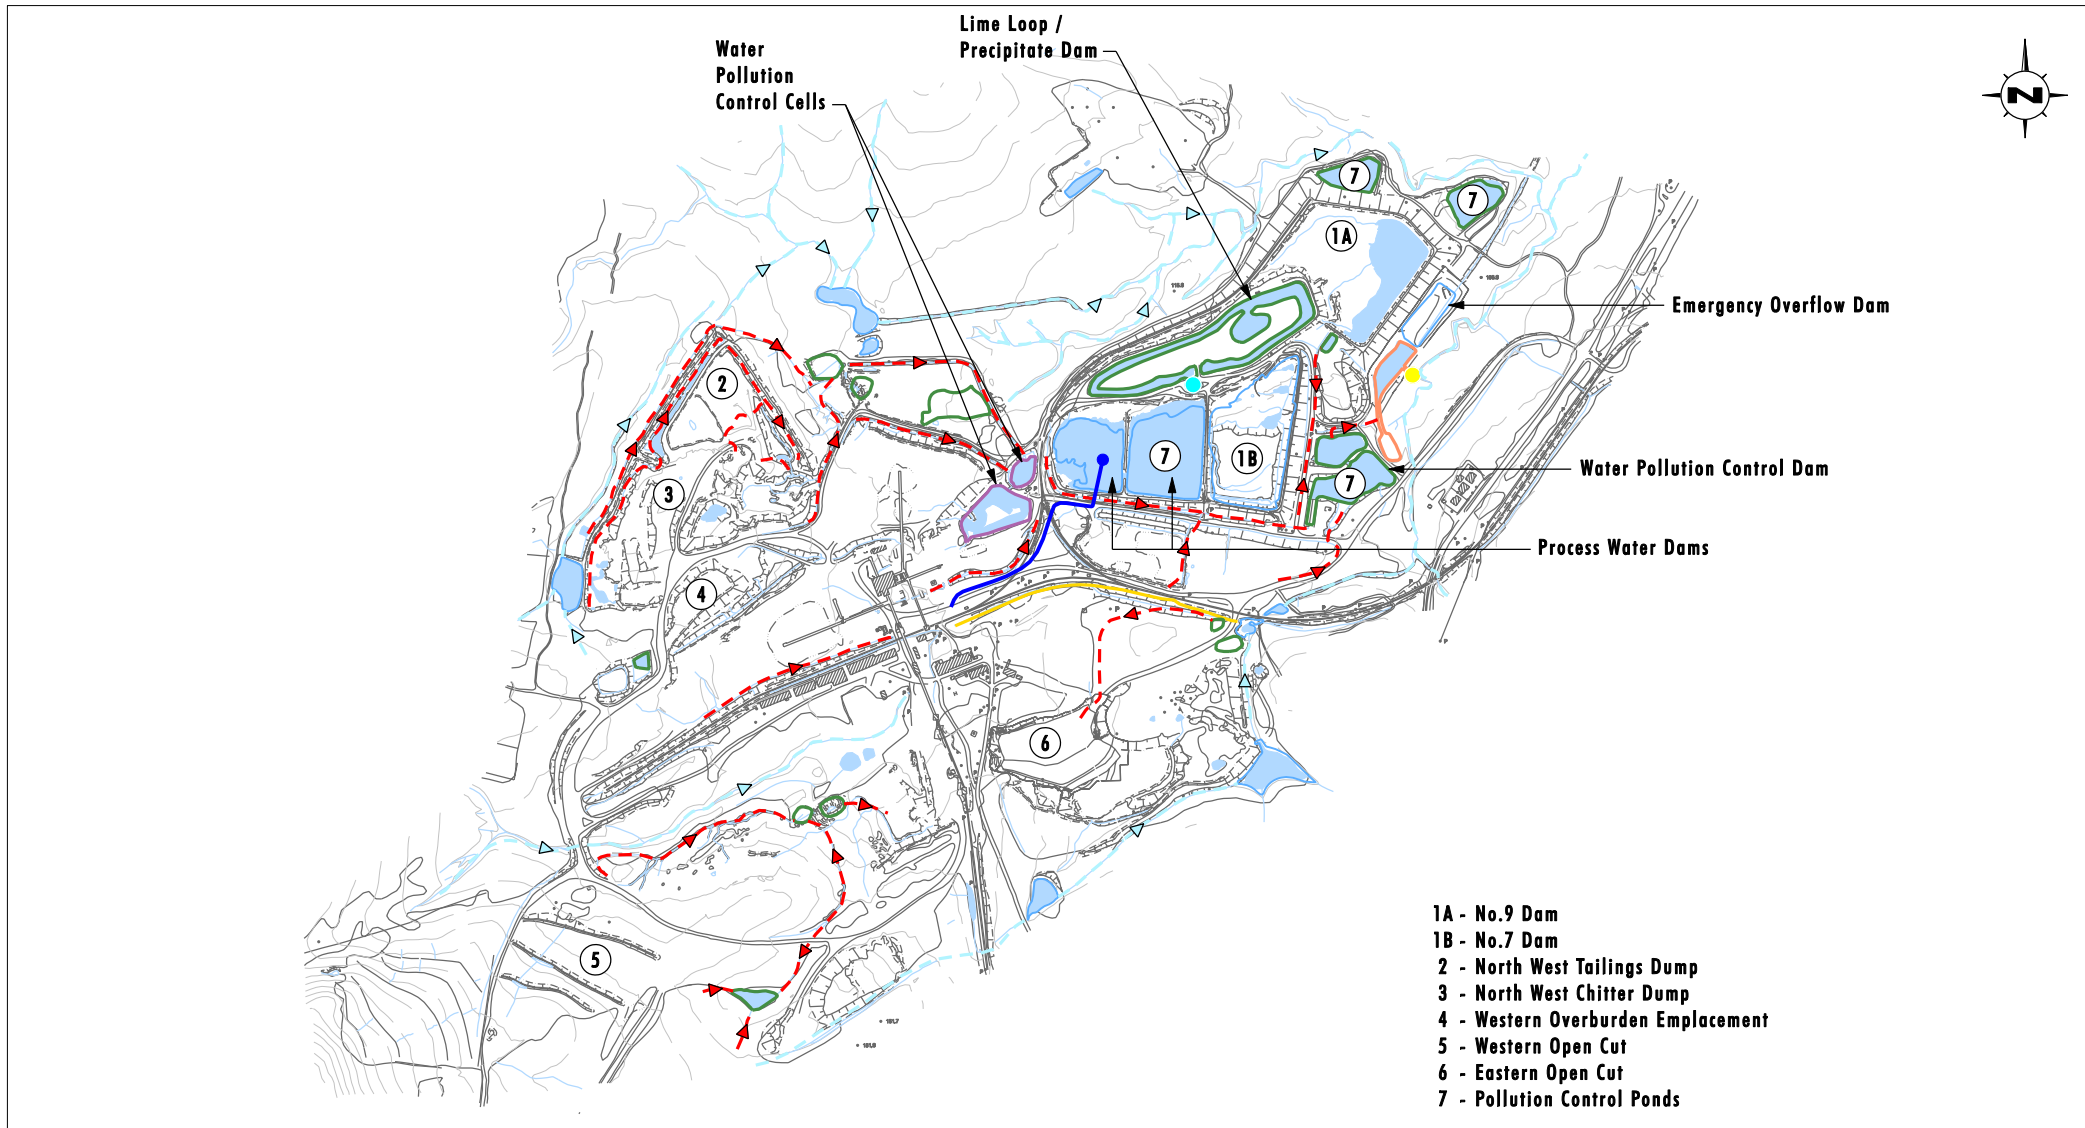 Lime Loop /
Precipitate Dam
Water
Pollution
Control Cells
N
7
7
1A
Emergency Overflow Dam
2
7
1B
Water Pollution Control Dam
3
7
Process Water Dams
4
6
5
1A - No.9 Dam
1B - No.7 Dam
2 - North West Tailings Dump
3 - North West Chitter Dump
4 - Western Overburden Emplacement
5 - Western Open Cut
6 - Eastern Open Cut
7 - Pollution Control Ponds